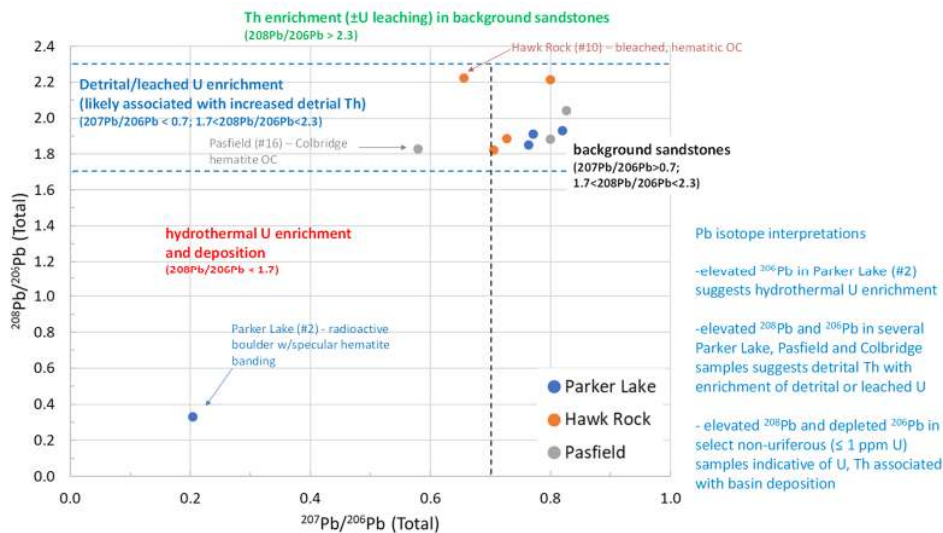 Th enrichment (±U leaching) in background sandstones
(208Pb/206Pb > 2.3)
2.4
2.2
2.0
1.8
1.6
1.4
1.2
1.0
0.8
0.6
0.4
0.2
0.0
²⁰⁸Pb/²⁰⁶Pb (Total)
Hawk Rock (#10) – bleached, hematitic OC
Detrital/leached U enrichment
(likely associated with increased detrial Th)
(207Pb/206Pb < 0.7; 1.7<208Pb/206Pb<2.3)
Pasfield (#16) – Colbridge
hematite OC
background sandstones
(207Pb/206Pb>0.7;
1.7<208Pb/206Pb<2.3)
hydrothermal U enrichment
and deposition
(208Pb/206Pb < 1.7)
Parker Lake (#2) - radioactive
boulder w/specular hematite
banding
Parker Lake
Hawk Rock
Pasfield
0.0
0.2
0.4
0.6
0.8
1.0
²⁰⁷Pb/²⁰⁶Pb (Total)
Pb isotope interpretations
-elevated ²⁰⁶Pb in Parker Lake (#2)
suggests hydrothermal U enrichment
-elevated ²⁰⁸Pb and ²⁰⁶Pb in several
Parker Lake, Pasfield and Colbridge
samples suggests detrital Th with
enrichment of detrital or leached U
- elevated ²⁰⁸Pb and depleted ²⁰⁶Pb in
select non-uriferous (≤ 1 ppm U)
samples indicative of U, Th associated
with basin deposition